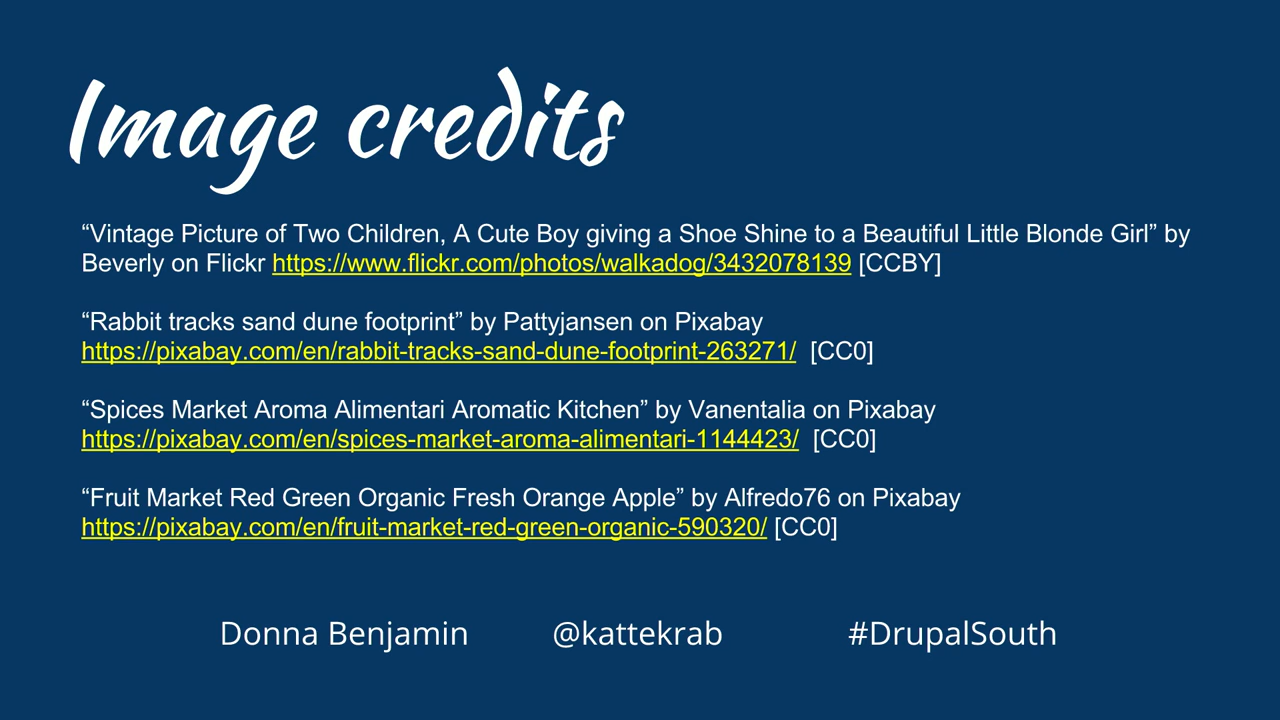 Image credits
“Vintage Picture of Two Children, A Cute Boy giving a Shoe Shine to a Beautiful Little Blonde Girl” by
Beverly on Flickr https://www.flickr.com/photos/walkadog/3432078139 [CCBY]
“Rabbit tracks sand dune footprint” by Pattyjansen on Pixabay
https://pixabay.com/en/rabbit-tracks-sand-dune-footprint-263271/ [CC0]
“Spices Market Aroma Alimentari Aromatic Kitchen” by Vanentalia on Pixabay
https://pixabay.com/en/spices-market-aroma-alimentari-1144423/ [CC0]
“Fruit Market Red Green Organic Fresh Orange Apple” by Alfredo76 on Pixabay
https://pixabay.com/en/fruit-market-red-green-organic-590320/ [CC0]
Donna Benjamin @kattekrab #DrupalSouth